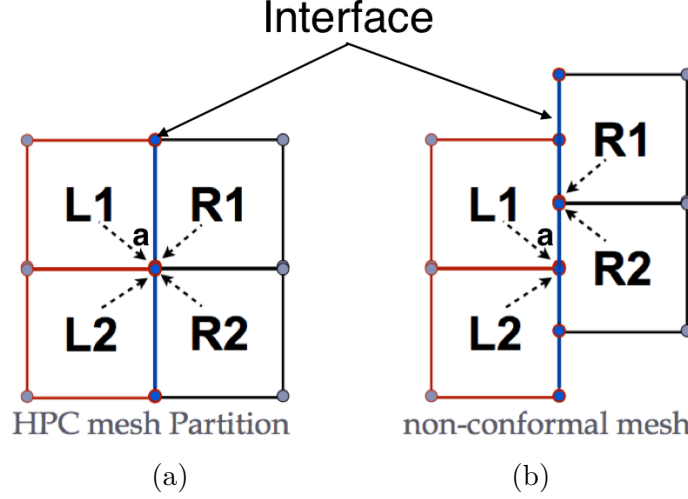 Interface
L1
R1
a
L2
R2
HPC mesh Partition
(a)
R1
L1
a
R2
L2
non-conformal mesh
(b)